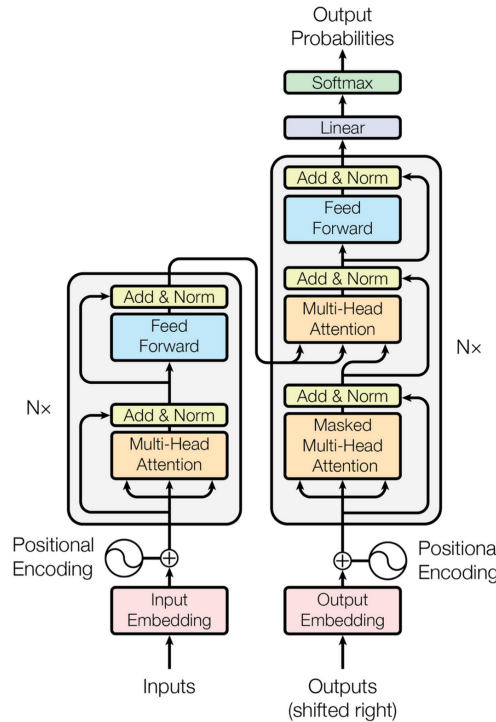 Output
Probabilities
Softmax
Linear
Add & Norm
Feed
Forward
Add & Norm
Multi-Head
Attention
Add & Norm
Masked
Multi-Head
Attention
N×
Add & Norm
Feed
Forward
Add & Norm
Multi-Head
Attention
N×
Positional
Encoding
Positional
Encoding
Input
Embedding
Output
Embedding
Inputs
Outputs
(shifted right)